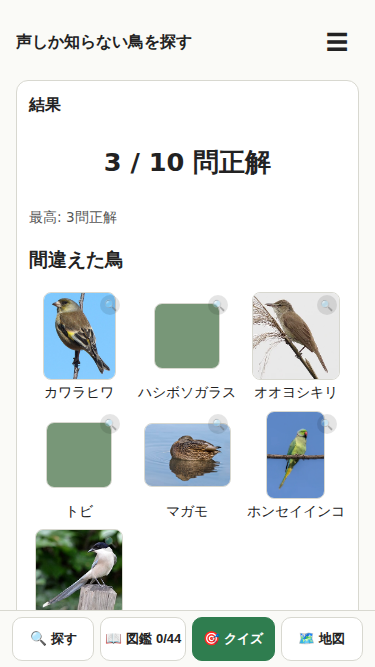 声しか知らない鳥を探す
結果
3 / 10 問正解
最高: 3問正解
間違えた鳥
カワラヒワ
ハシボソガラス
オオヨシキリ
トビ
マガモ
ホンセイインコ
探す
図鑑 0/44
クイズ
地図